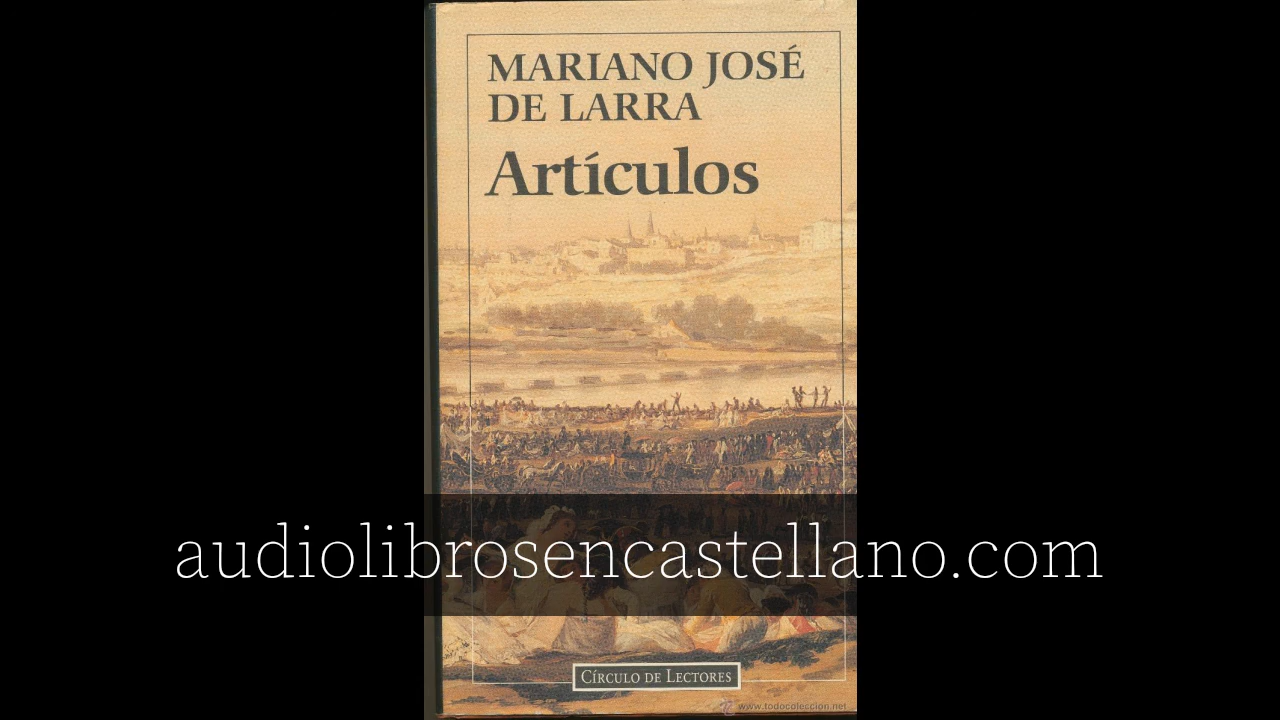 MARIANO JOSÉ
DE LARRA
Artículos
audiolibrosencastellano.com
CÍRCULO DE LECTORES
www.todocoleccion.net